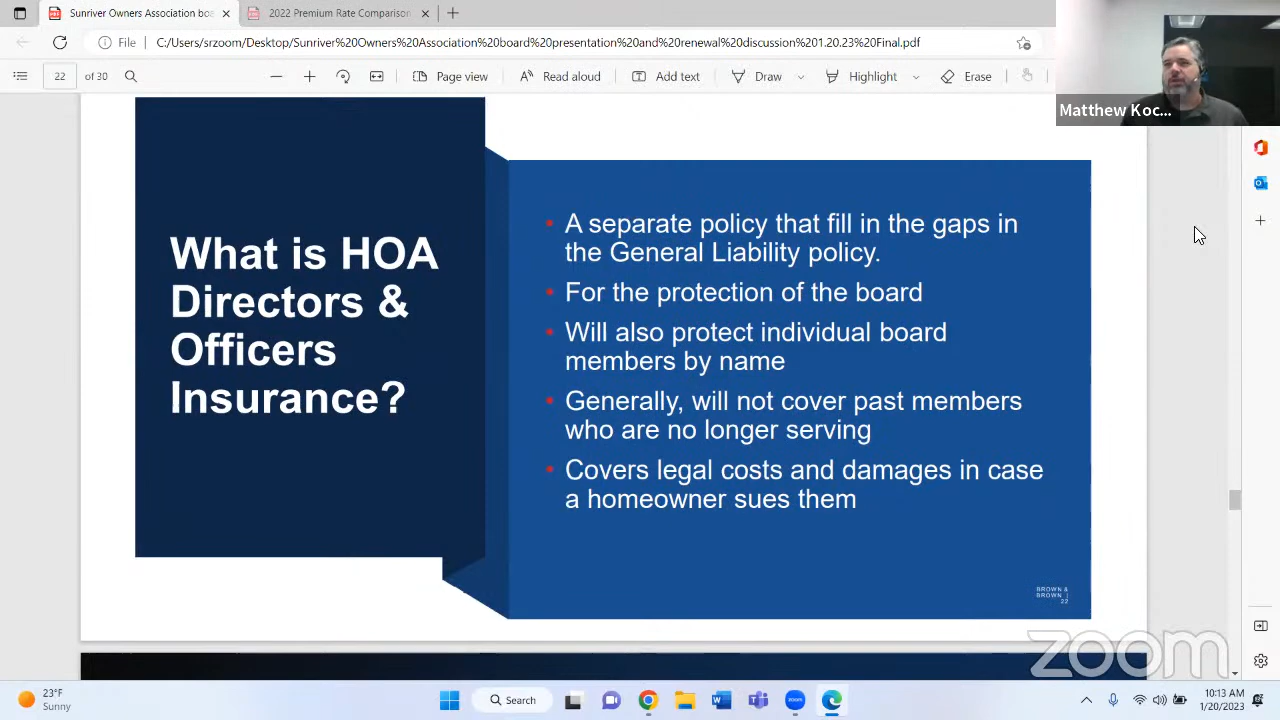 Sunriver Owners Association boa
2022 Premium Rate Comparison
File
C:/Users/srzoom/Desktop/Sunriver%20Owners%20Association%20board%20presentation%20and%20renewal%20discussion%201.20.23%20Final.pdf
22
of 30
Page view
Read aloud
Add text
Draw
Highlight
Erase
Matthew Koc...
What is HOA
Directors &
Officers
Insurance?
• A separate policy that fill in the gaps in
the General Liability policy.
• For the protection of the board
• Will also protect individual board
members by name
• Generally, will not cover past members
who are no longer serving
• Covers legal costs and damages in case
a homeowner sues them
BROWN &
BROWN |
22
zoom
23°F
Sunny
Search
zoom
10:13 AM
1/20/2023